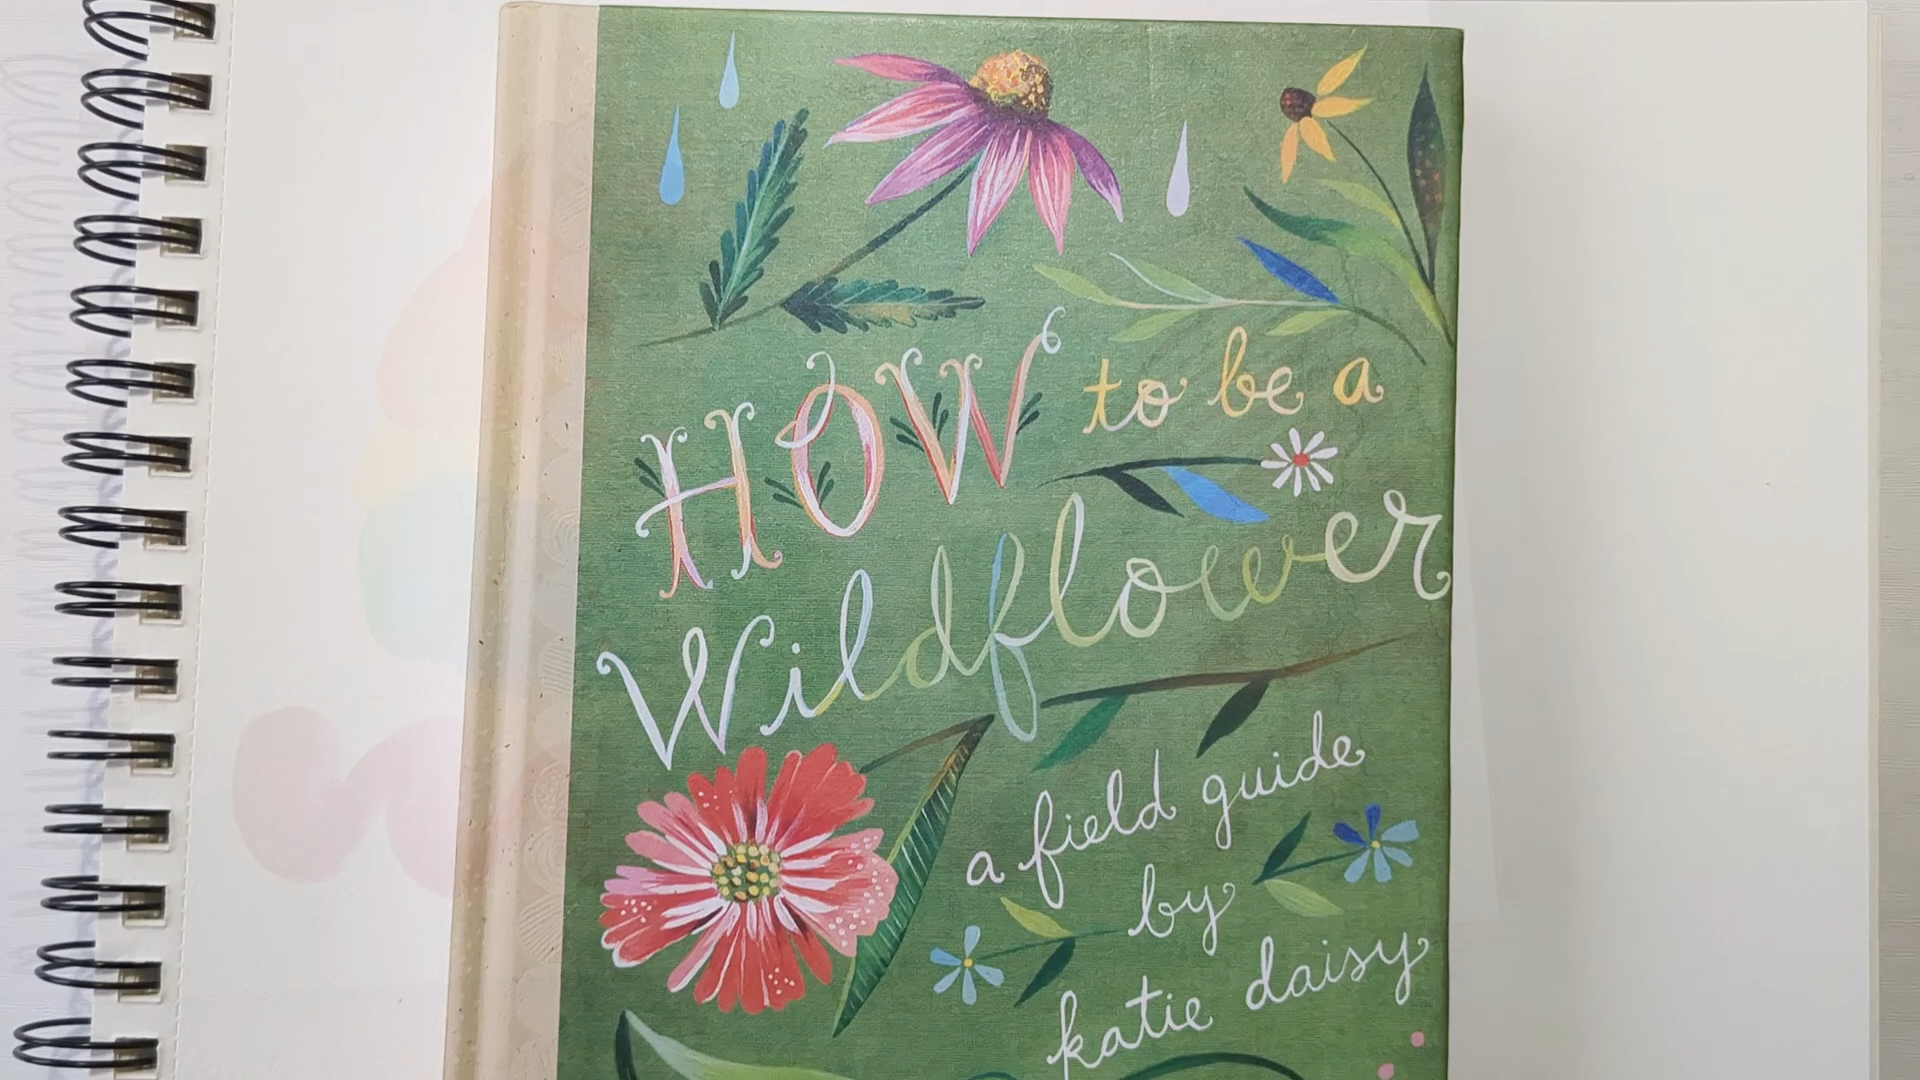 HOW to be a
Wildflower
a field guide
by
katie daisy